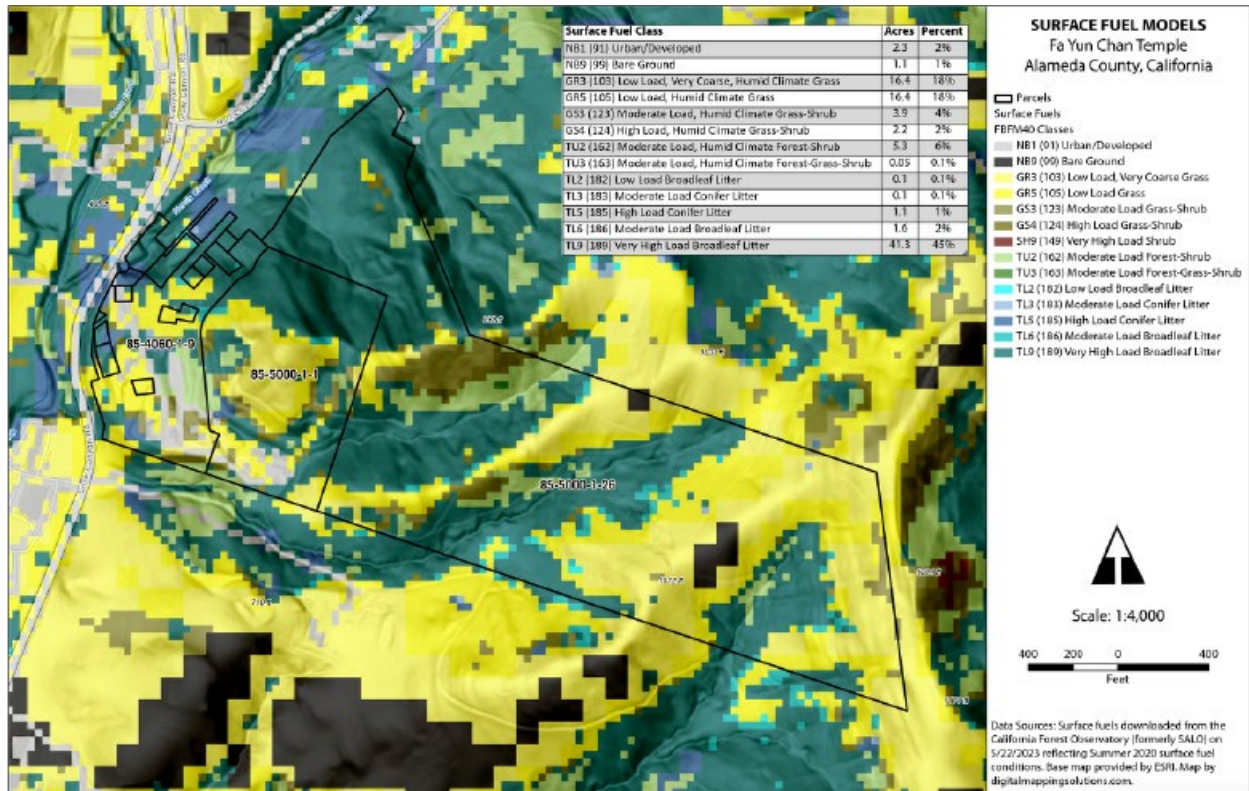 Surface Fuel Class Acres Percent
NB1 (91) Urban/Developed 2.3 2%
NB9 (99) Bare Ground 1.1 1%
GR3 (103) Low Load, Very Coarse, Humid Climate Grass 16.4 18%
GR5 (105) Low Load, Humid Climate Grass 16.4 18%
GS3 (123) Moderate Load, Humid Climate Grass-Shrub 3.9 4%
GS4 (124) High Load, Humid Climate Grass-Shrub 2.2 2%
TU2 (162) Moderate Load, Humid Climate Forest-Shrub 5.3 6%
TU3 (163) Moderate Load, Humid Climate Forest-Grass-Shrub 0.05 0.1%
TL2 (182) Low Load Broadleaf Litter 0.1 0.1%
TL3 (183) Moderate Load Conifer Litter 0.1 0.1%
TL5 (185) High Load Conifer Litter 1.1 1%
TL6 (186) Moderate Load Broadleaf Litter 1.6 2%
TL9 (189) Very High Load Broadleaf Litter 41.3 45%
85-4060-1-9
85-5000-1-1
85-5000-1-26
SURFACE FUEL MODELS
Fa Yun Chan Temple
Alameda County, California
Parcels
Surface Fuels
FBFM40 Classes
NB1 (91) Urban/Developed
NB9 (99) Bare Ground
GR3 (103) Low Load, Very Coarse Grass
GR5 (105) Low Load Grass
GS3 (123) Moderate Load Grass-Shrub
GS4 (124) High Load Grass-Shrub
SH9 (149) Very High Load Shrub
TU2 (162) Moderate Load Forest-Shrub
TU3 (163) Moderate Load Forest-Grass-Shrub
TL2 (182) Low Load Broadleaf Litter
TL3 (183) Moderate Load Conifer Litter
TL5 (185) High Load Conifer Litter
TL6 (186) Moderate Load Broadleaf Litter
TL9 (189) Very High Load Broadleaf Litter
Scale: 1:4,000
400 200 0 400
Feet
Data Sources: Surface fuels downloaded from the
California Forest Observatory (formerly SALO) on
5/22/2023 reflecting Summer 2020 surface fuel
conditions. Base map provided by ESRI. Map by
digitalmappingsolutions.com.